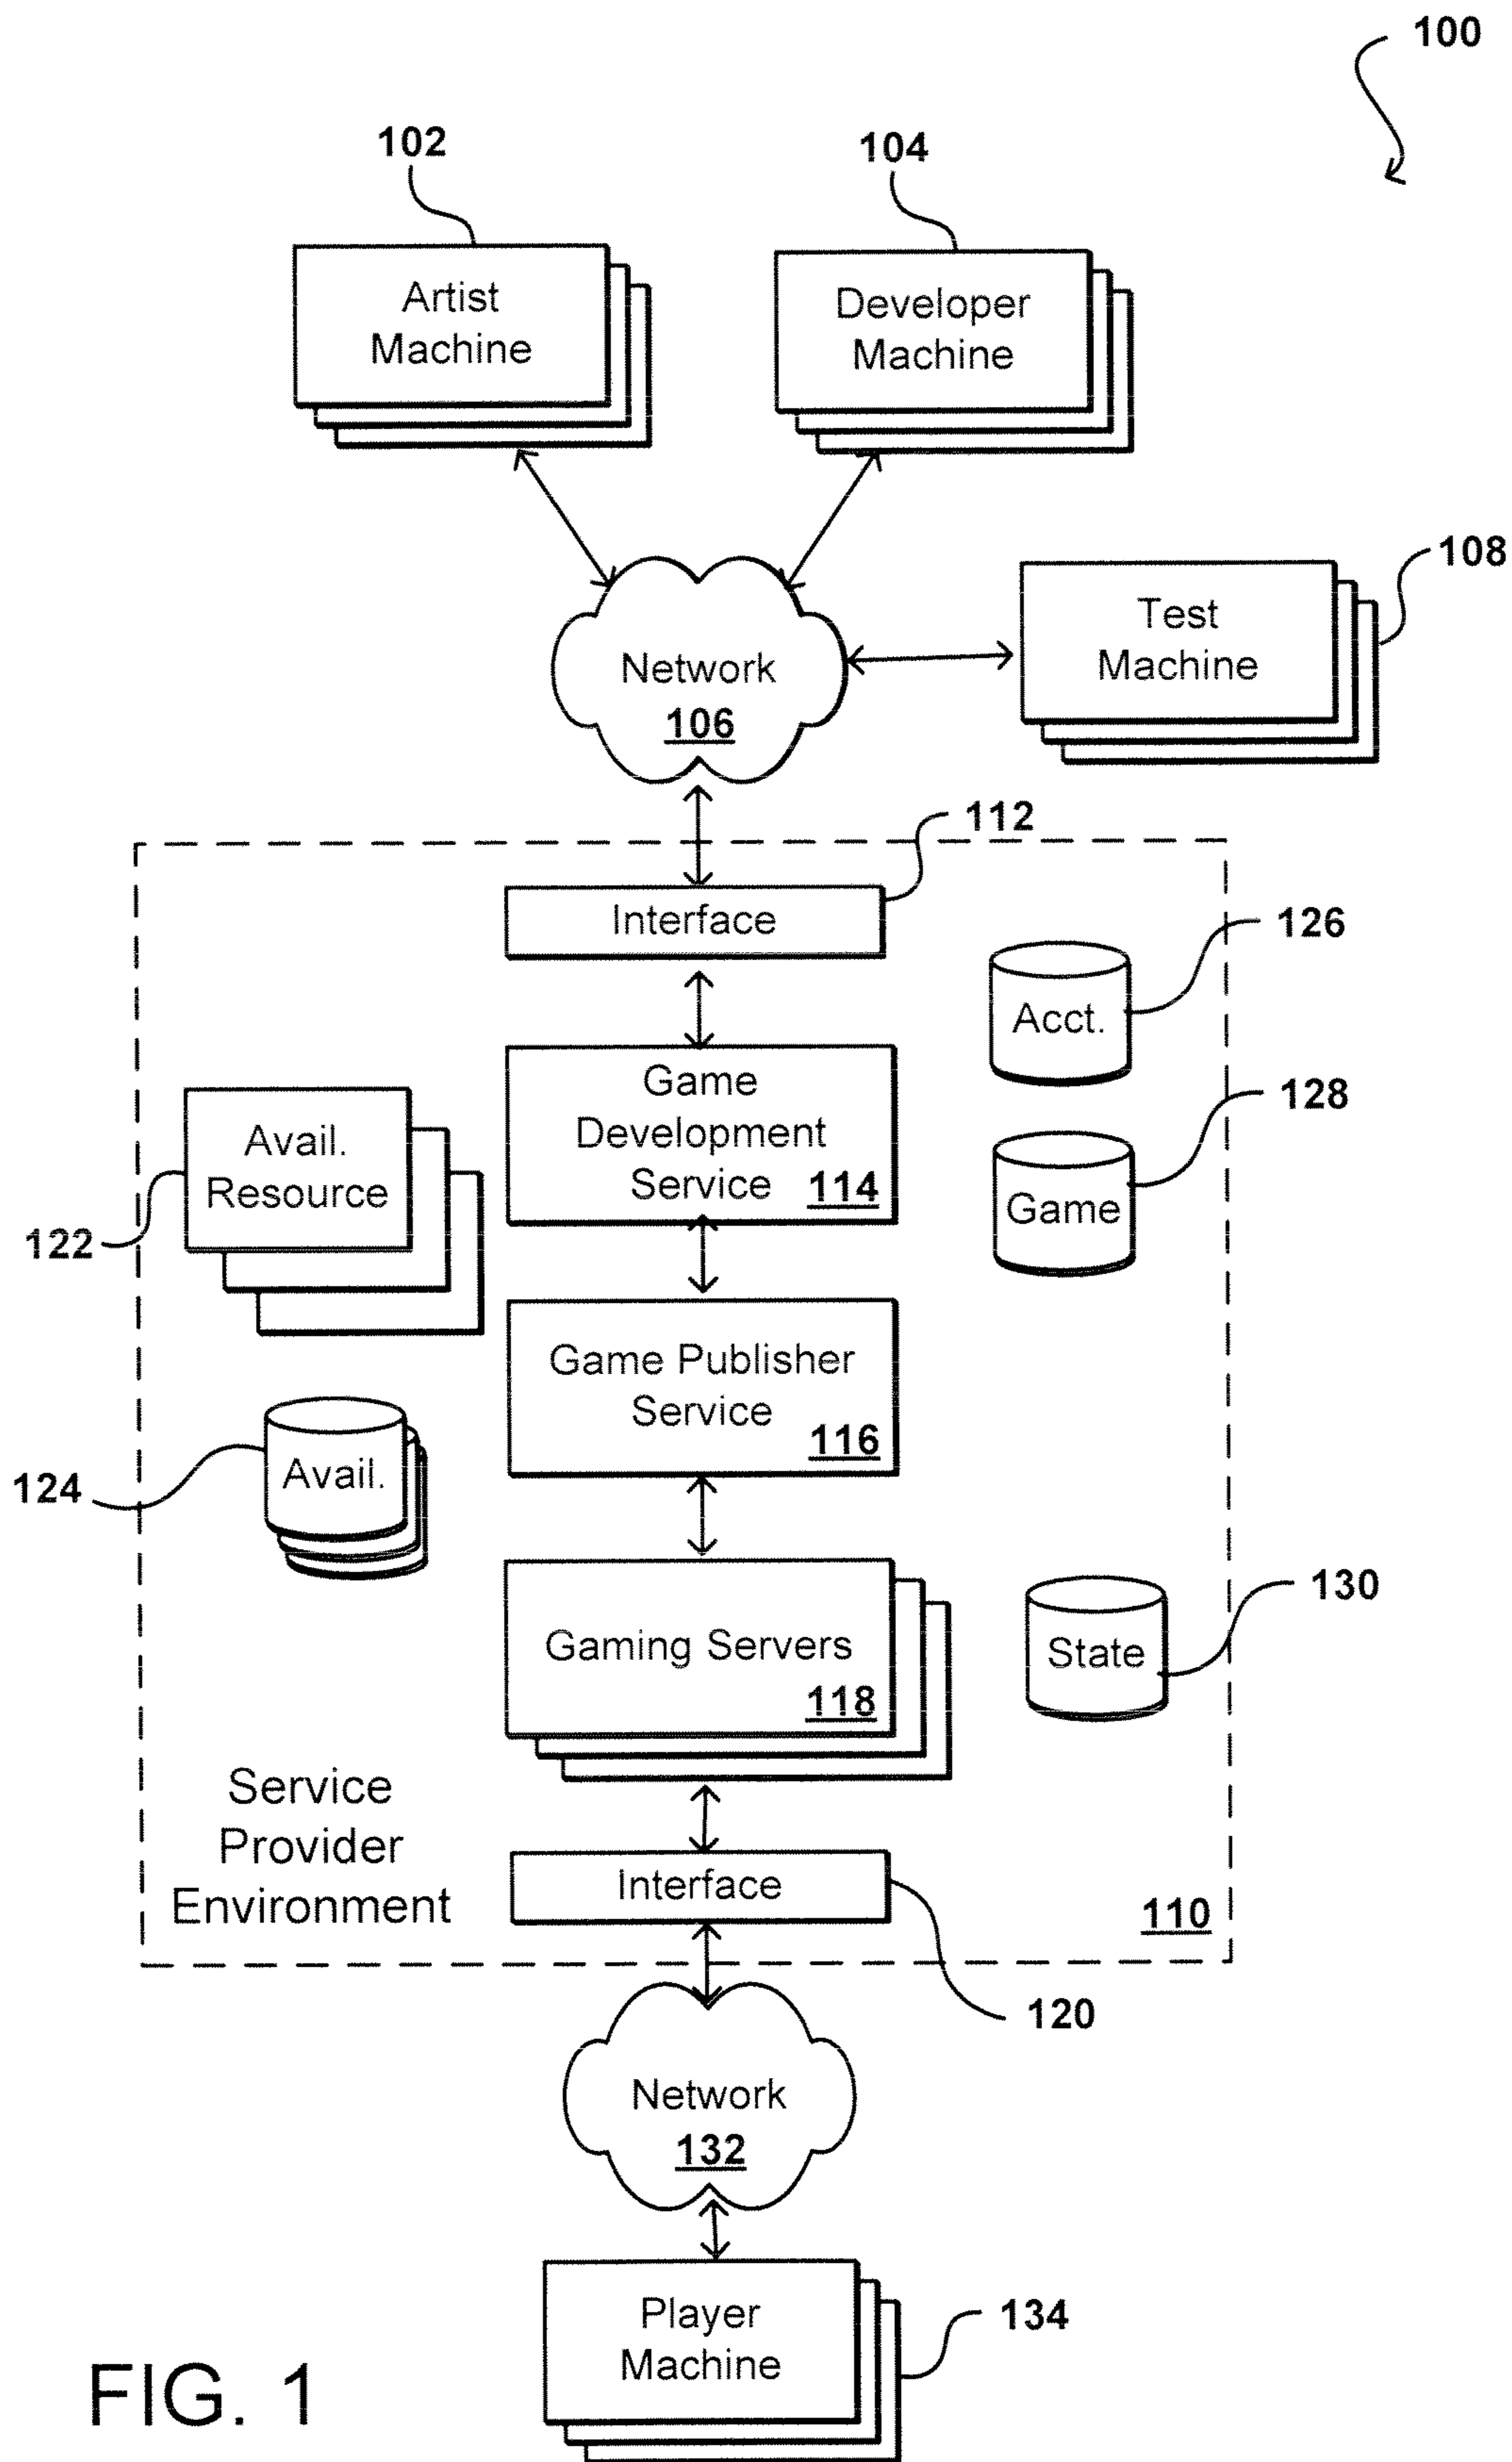 100
102
104
Artist
Machine
Developer
Machine
108
Test
Machine
Network
106
112
Interface
126
Acct.
Game
Development
Service 114
128
Game
Avail.
Resource
122
Game Publisher
Service
116
124
Avail.
130
State
Gaming Servers
118
Service
Provider
Environment
Interface
110
120
Network
132
Player
Machine
134
FIG. 1